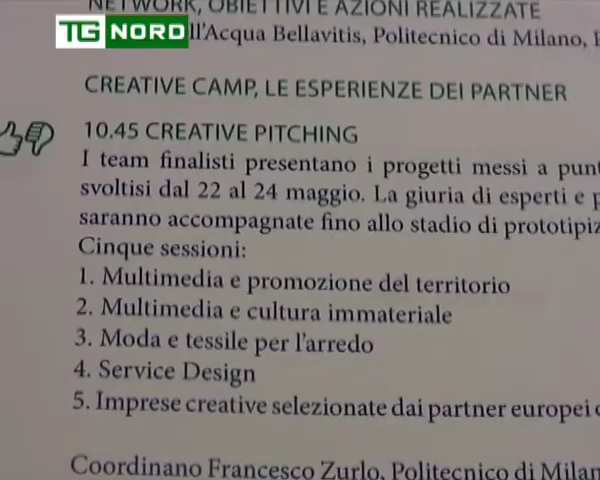 NETWORK, OBIETTIVI E AZIONI REALIZZATE
TG NORD
ll'Acqua Bellavitis, Politecnico di Milano,
CREATIVE CAMP, LE ESPERIENZE DEI PARTNER
10.45 CREATIVE PITCHING
I team finalisti presentano i progetti messi a punt
svoltisi dal 22 al 24 maggio. La giuria di esperti e p
saranno accompagnate fino allo stadio di prototipiz
Cinque sessioni:
1. Multimedia e promozione del territorio
2. Multimedia e cultura immateriale
3. Moda e tessile per l'arredo
4. Service Design
5. Imprese creative selezionate dai partner europei
Coordinano Francesco Zurlo, Politecnico di Milan